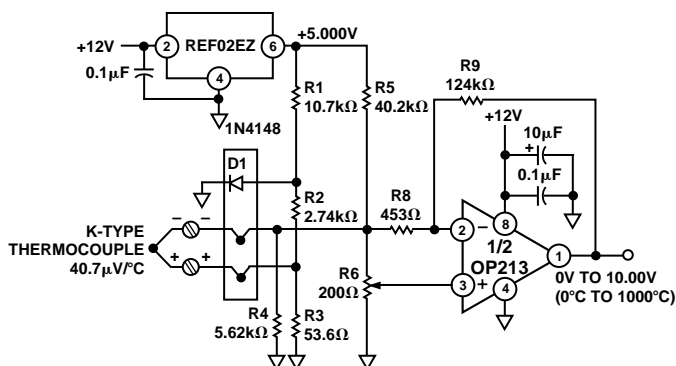 +12V
2
REF02EZ
6
+5.000V
0.1µF
4
1N4148
R1
10.7kΩ
R5
40.2kΩ
R9
124kΩ
+12V
10µF
+
0.1µF
D1
R2
2.74kΩ
R8
453Ω
K-TYPE
THERMOCOUPLE
40.7µV/°C
– –
+ +
2
–
8
1/2
OP213
1
3
+
4
R6
200Ω
0V TO 10.00V
(0°C TO 1000°C)
R4
5.62kΩ
R3
53.6Ω